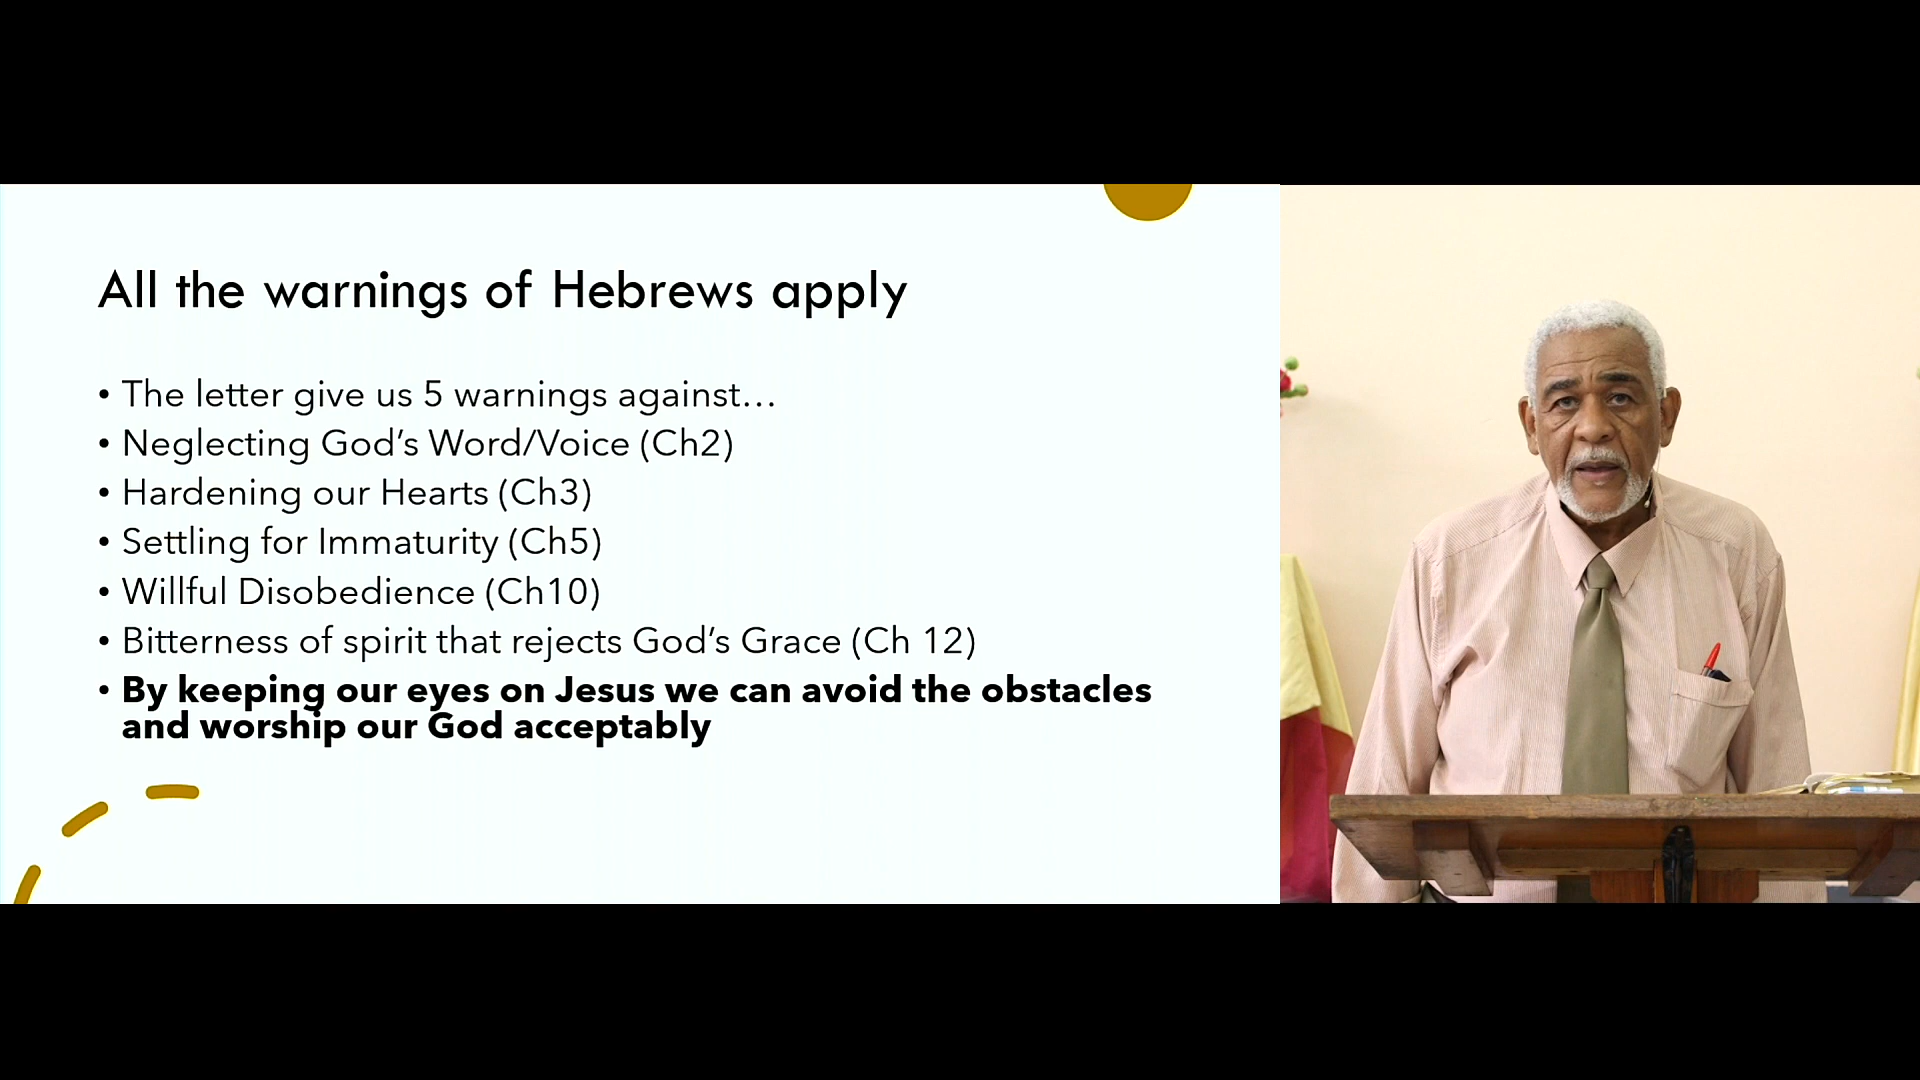 All the warnings of Hebrews apply
• The letter give us 5 warnings against…
• Neglecting God’s Word/Voice (Ch2)
• Hardening our Hearts (Ch3)
• Settling for Immaturity (Ch5)
• Willful Disobedience (Ch10)
• Bitterness of spirit that rejects God’s Grace (Ch 12)
• By keeping our eyes on Jesus we can avoid the obstacles
and worship our God acceptably